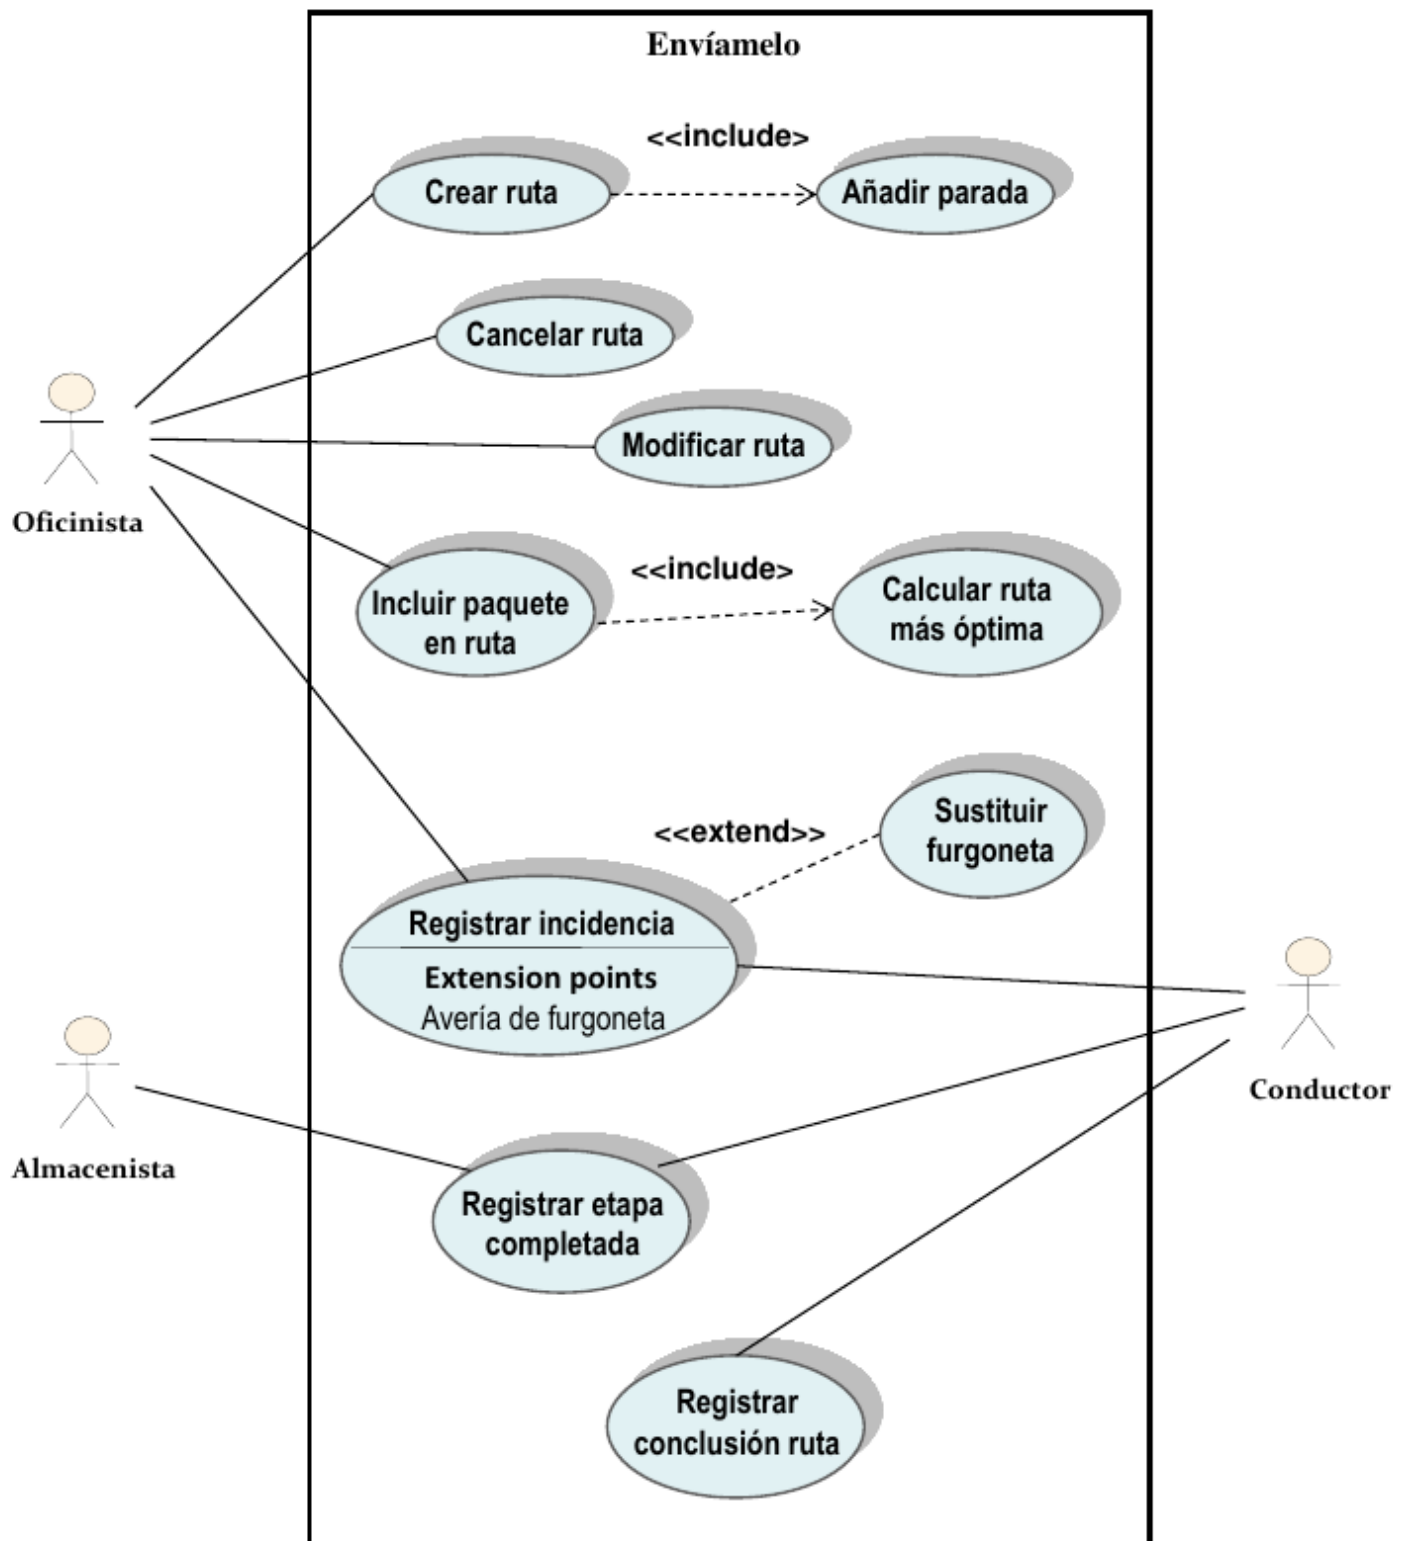 Envíamelo
<<include>
Crear ruta
Añadir parada
Cancelar ruta
Modificar ruta
Oficinista
<<include>
Incluir paquete
en ruta
Calcular ruta
más óptima
Sustituir
furgoneta
<<extend>>
Registrar incidencia
Extension points
Avería de furgoneta
Conductor
Almacenista
Registrar etapa
completada
Registrar
conclusión ruta